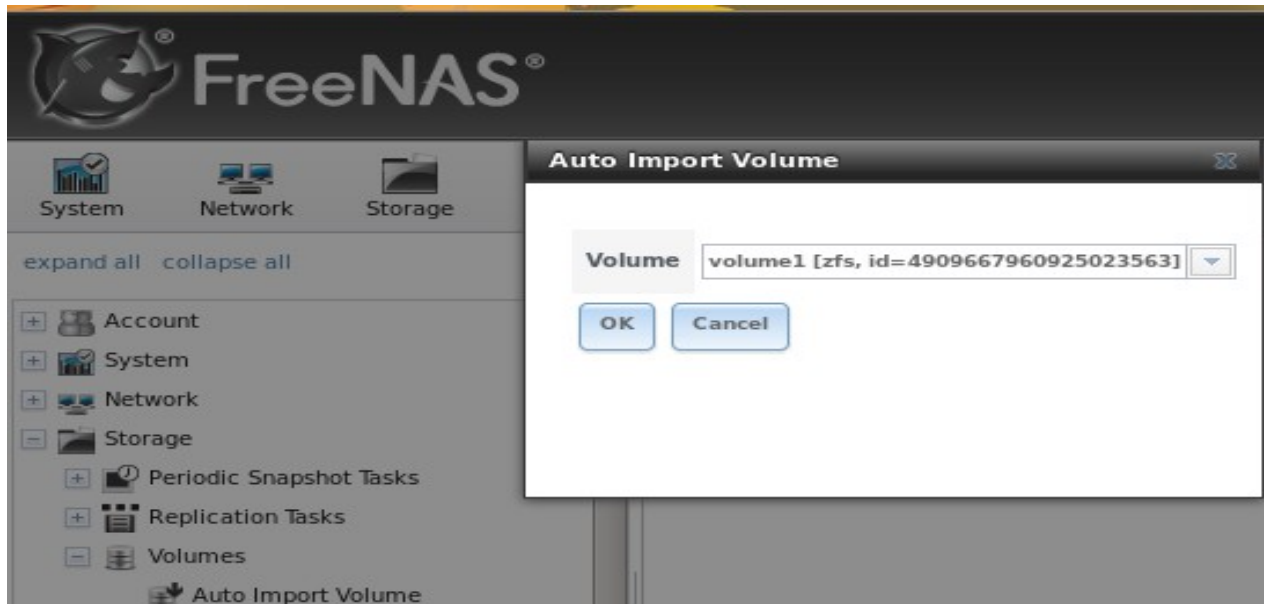 FreeNAS®
Auto Import Volume
System Network Storage
expand all collapse all
Volume volume1 [zfs, id=4909667960925023563]
OK Cancel
Account
System
Network
Storage
Periodic Snapshot Tasks
Replication Tasks
Volumes
Auto Import Volume